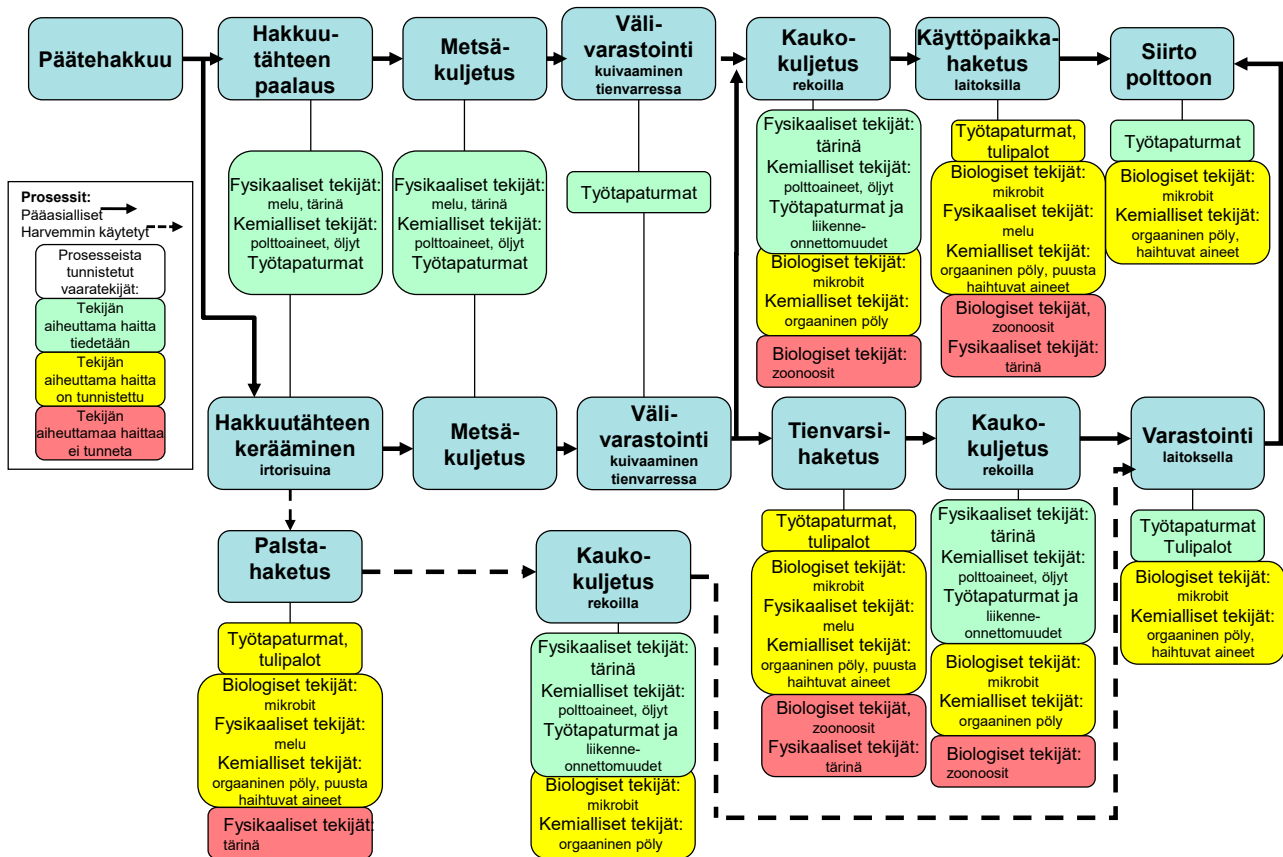 Päätehakkuu
Hakkuu-
tähteen
paalaus
Metsä-
kuljetus
Väli-
varastointi
kuivaaminen
tienvarressa
Kauko-
kuljetus
rekoilla
Käyttöpaikka-
haketus
laitoksilla
Siirto
polttoon
Fysikaaliset tekijät:
melu, tärinä
Kemialliset tekijät:
polttoaineet, öljyt
Työtapaturmat
Fysikaaliset tekijät:
melu, tärinä
Kemialliset tekijät:
polttoaineet, öljyt
Työtapaturmat
Työtapaturmat
Fysikaaliset tekijät:
tärinä
Kemialliset tekijät:
polttoaineet, öljyt
Työtapaturmat ja
liikenne-
onnettomuudet
Biologiset tekijät:
mikrobit
Kemialliset tekijät:
orgaaninen pöly
Biologiset tekijät:
zoonoosit
Työtapaturmat,
tulipalot
Biologiset tekijät:
mikrobit
Fysikaaliset tekijät:
melu
Kemialliset tekijät:
orgaaninen pöly, puusta
haihtuvat aineet
Biologiset tekijät,
zoonoosit
Fysikaaliset tekijät:
tärinä
Työtapaturmat
Biologiset tekijät:
mikrobit
Kemialliset tekijät:
orgaaninen pöly,
haihtuvat aineet
Prosessit:
Pääasialliset
Harvemmin käytetyt
Prosesseista
tunnistetut
vaaratekijät:
Tekijän
aiheuttama haitta
tiedetään
Tekijän
aiheuttama haitta
on tunnistettu
Tekijän
aiheuttamaa haittaa
ei tunneta
Hakkuutähteen
kerääminen
irtorisuina
Metsä-
kuljetus
Väli-
varastointi
kuivaaminen
tienvarressa
Tienvarsi-
haketus
Kauko-
kuljetus
rekoilla
Varastointi
laitoksella
Palsta-
haketus
Kauko-
kuljetus
rekoilla
Työtapaturmat,
tulipalot
Biologiset tekijät:
mikrobit
Fysikaaliset tekijät:
melu
Kemialliset tekijät:
orgaaninen pöly, puusta
haihtuvat aineet
Fysikaaliset tekijät:
tärinä
Fysikaaliset tekijät:
tärinä
Kemialliset tekijät:
polttoaineet, öljyt
Työtapaturmat ja
liikenne-
onnettomuudet
Biologiset tekijät:
mikrobit
Kemialliset tekijät:
orgaaninen pöly
Työtapaturmat,
tulipalot
Biologiset tekijät:
mikrobit
Fysikaaliset tekijät:
melu
Kemialliset tekijät:
orgaaninen pöly, puusta
haihtuvat aineet
Biologiset tekijät,
zoonoosit
Fysikaaliset tekijät:
tärinä
Fysikaaliset tekijät:
tärinä
Kemialliset tekijät:
polttoaineet, öljyt
Työtapaturmat ja
liikenne-
onnettomuudet
Biologiset tekijät:
mikrobit
Kemialliset tekijät:
orgaaninen pöly
Biologiset tekijät:
zoonoosit
Työtapaturmat
Tulipalot
Biologiset tekijät:
mikrobit
Kemialliset tekijät:
orgaaninen pöly,
haihtuvat aineet